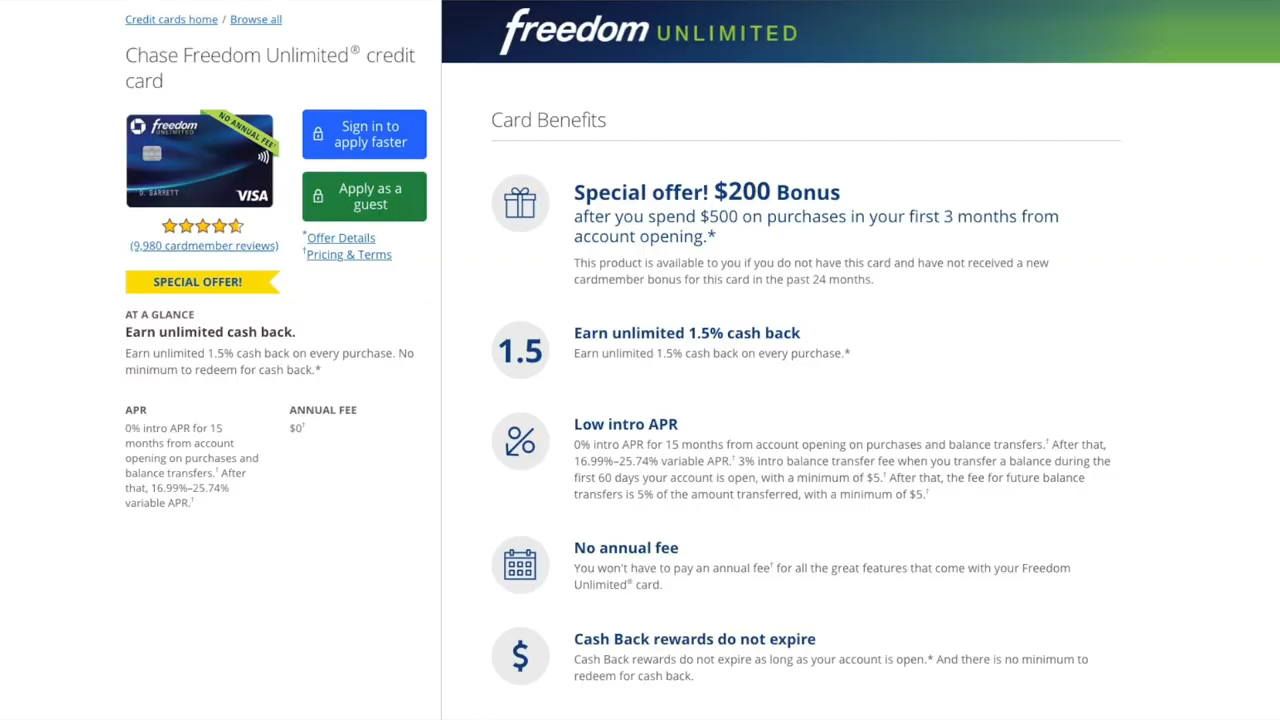 Credit cards home / Browse all
Chase Freedom Unlimited® credit
card
freedom
UNLIMITED
NO ANNUAL FEE†
D. BARRETT
VISA
Sign in to
apply faster
Apply as a
guest
(9,980 cardmember reviews)
*Offer Details
†Pricing & Terms
SPECIAL OFFER!
AT A GLANCE
Earn unlimited cash back.
Earn unlimited 1.5% cash back on every purchase. No
minimum to redeem for cash back.*
APR
0% intro APR for 15
months from account
opening on purchases and
balance transfers.† After
that, 16.99%–25.74%
variable APR.†
ANNUAL FEE
$0†
freedom UNLIMITED
Card Benefits
Special offer! $200 Bonus
after you spend $500 on purchases in your first 3 months from
account opening.*
This product is available to you if you do not have this card and have not received a new
cardmember bonus for this card in the past 24 months.
1.5
Earn unlimited 1.5% cash back
Earn unlimited 1.5% cash back on every purchase.*
Low intro APR
0% intro APR for 15 months from account opening on purchases and balance transfers.† After that,
16.99%–25.74% variable APR.† 3% intro balance transfer fee when you transfer a balance during the
first 60 days your account is open, with a minimum of $5.† After that, the fee for future balance
transfers is 5% of the amount transferred, with a minimum of $5.†
No annual fee
You won't have to pay an annual fee† for all the great features that come with your Freedom
Unlimited® card.
$
Cash Back rewards do not expire
Cash Back rewards do not expire as long as your account is open.* And there is no minimum to
redeem for cash back.